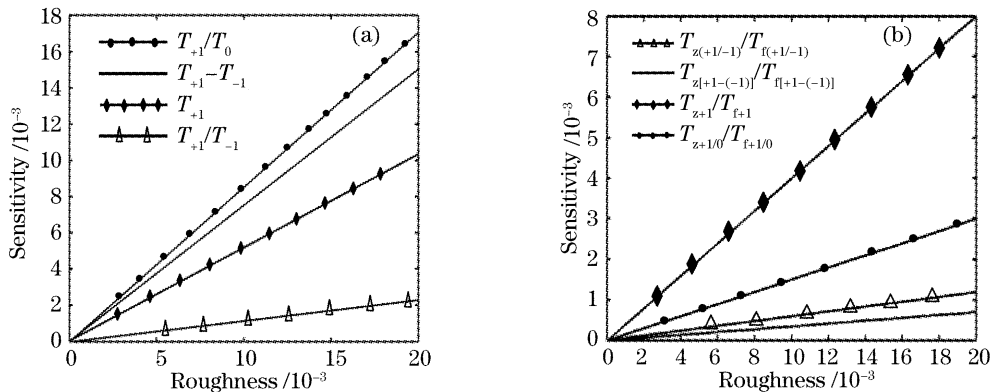 (a)
T₊₁/T₀
T₊₁−T₋₁
T₊₁
T₊₁/T₋₁
18
16
14
12
10
8
6
4
2
0
0 5 10 15 20
Sensitivity /10⁻³
Roughness /10⁻³
(b)
T_z(+1/−1)/T_f(+1/−1)
T_z[+1−(−1)]/T_f[+1−(−1)]
T_z+1/T_f+1
T_z+1/0/T_f+1/0
8
7
6
5
4
3
2
1
0
0 2 4 6 8 10 12 14 16 18 20
Sensitivity /10⁻³
Roughness /10⁻³